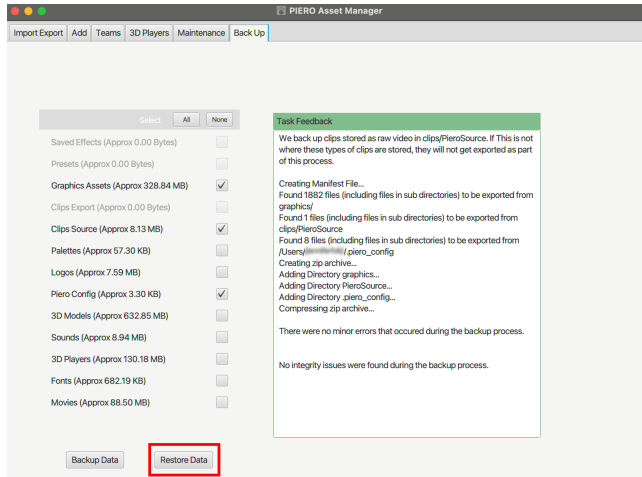 PIERO Asset Manager
Import Export Add Teams 3D Players Maintenance Back Up
Select All None
Saved Effects (Approx 0.00 Bytes)
Presets (Approx 0.00 Bytes)
Graphics Assets (Approx 328.84 MB)
Clips Export (Approx 0.00 Bytes)
Clips Source (Approx 8.13 MB)
Palettes (Approx 57.30 KB)
Logos (Approx 7.59 MB)
Piero Config (Approx 3.30 KB)
3D Models (Approx 632.85 MB)
Sounds (Approx 8.94 MB)
3D Players (Approx 130.18 MB)
Fonts (Approx 682.19 KB)
Movies (Approx 88.50 MB)
Backup Data Restore Data
Task Feedback
We back up clips stored as raw video in clips/PieroSource. If This is not
where these types of clips are stored, they will not get exported as part
of this process.
Creating Manifest File...
Found 1882 files (including files in sub directories) to be exported from
graphics/
Found 1 files (including files in sub directories) to be exported from
clips/PieroSource
Found 8 files (including files in sub directories) to be exported from
/Users/ /.piero_config
Creating zip archive...
Adding Directory graphics...
Adding Directory PieroSource...
Adding Directory .piero_config...
Compressing zip archive...
There were no minor errors that occured during the backup process.
No integrity issues were found during the backup process.